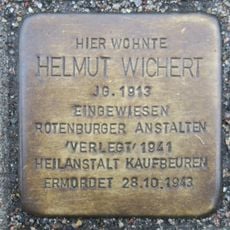 HIER WOHNTE
HELMUT WICHERT
JG. 1913
EINGEWIESEN
ROTENBURGER ANSTALTEN
'VERLEGT' 1941
HEILANSTALT KAUFBEUREN
ERMORDET 28.10.1943